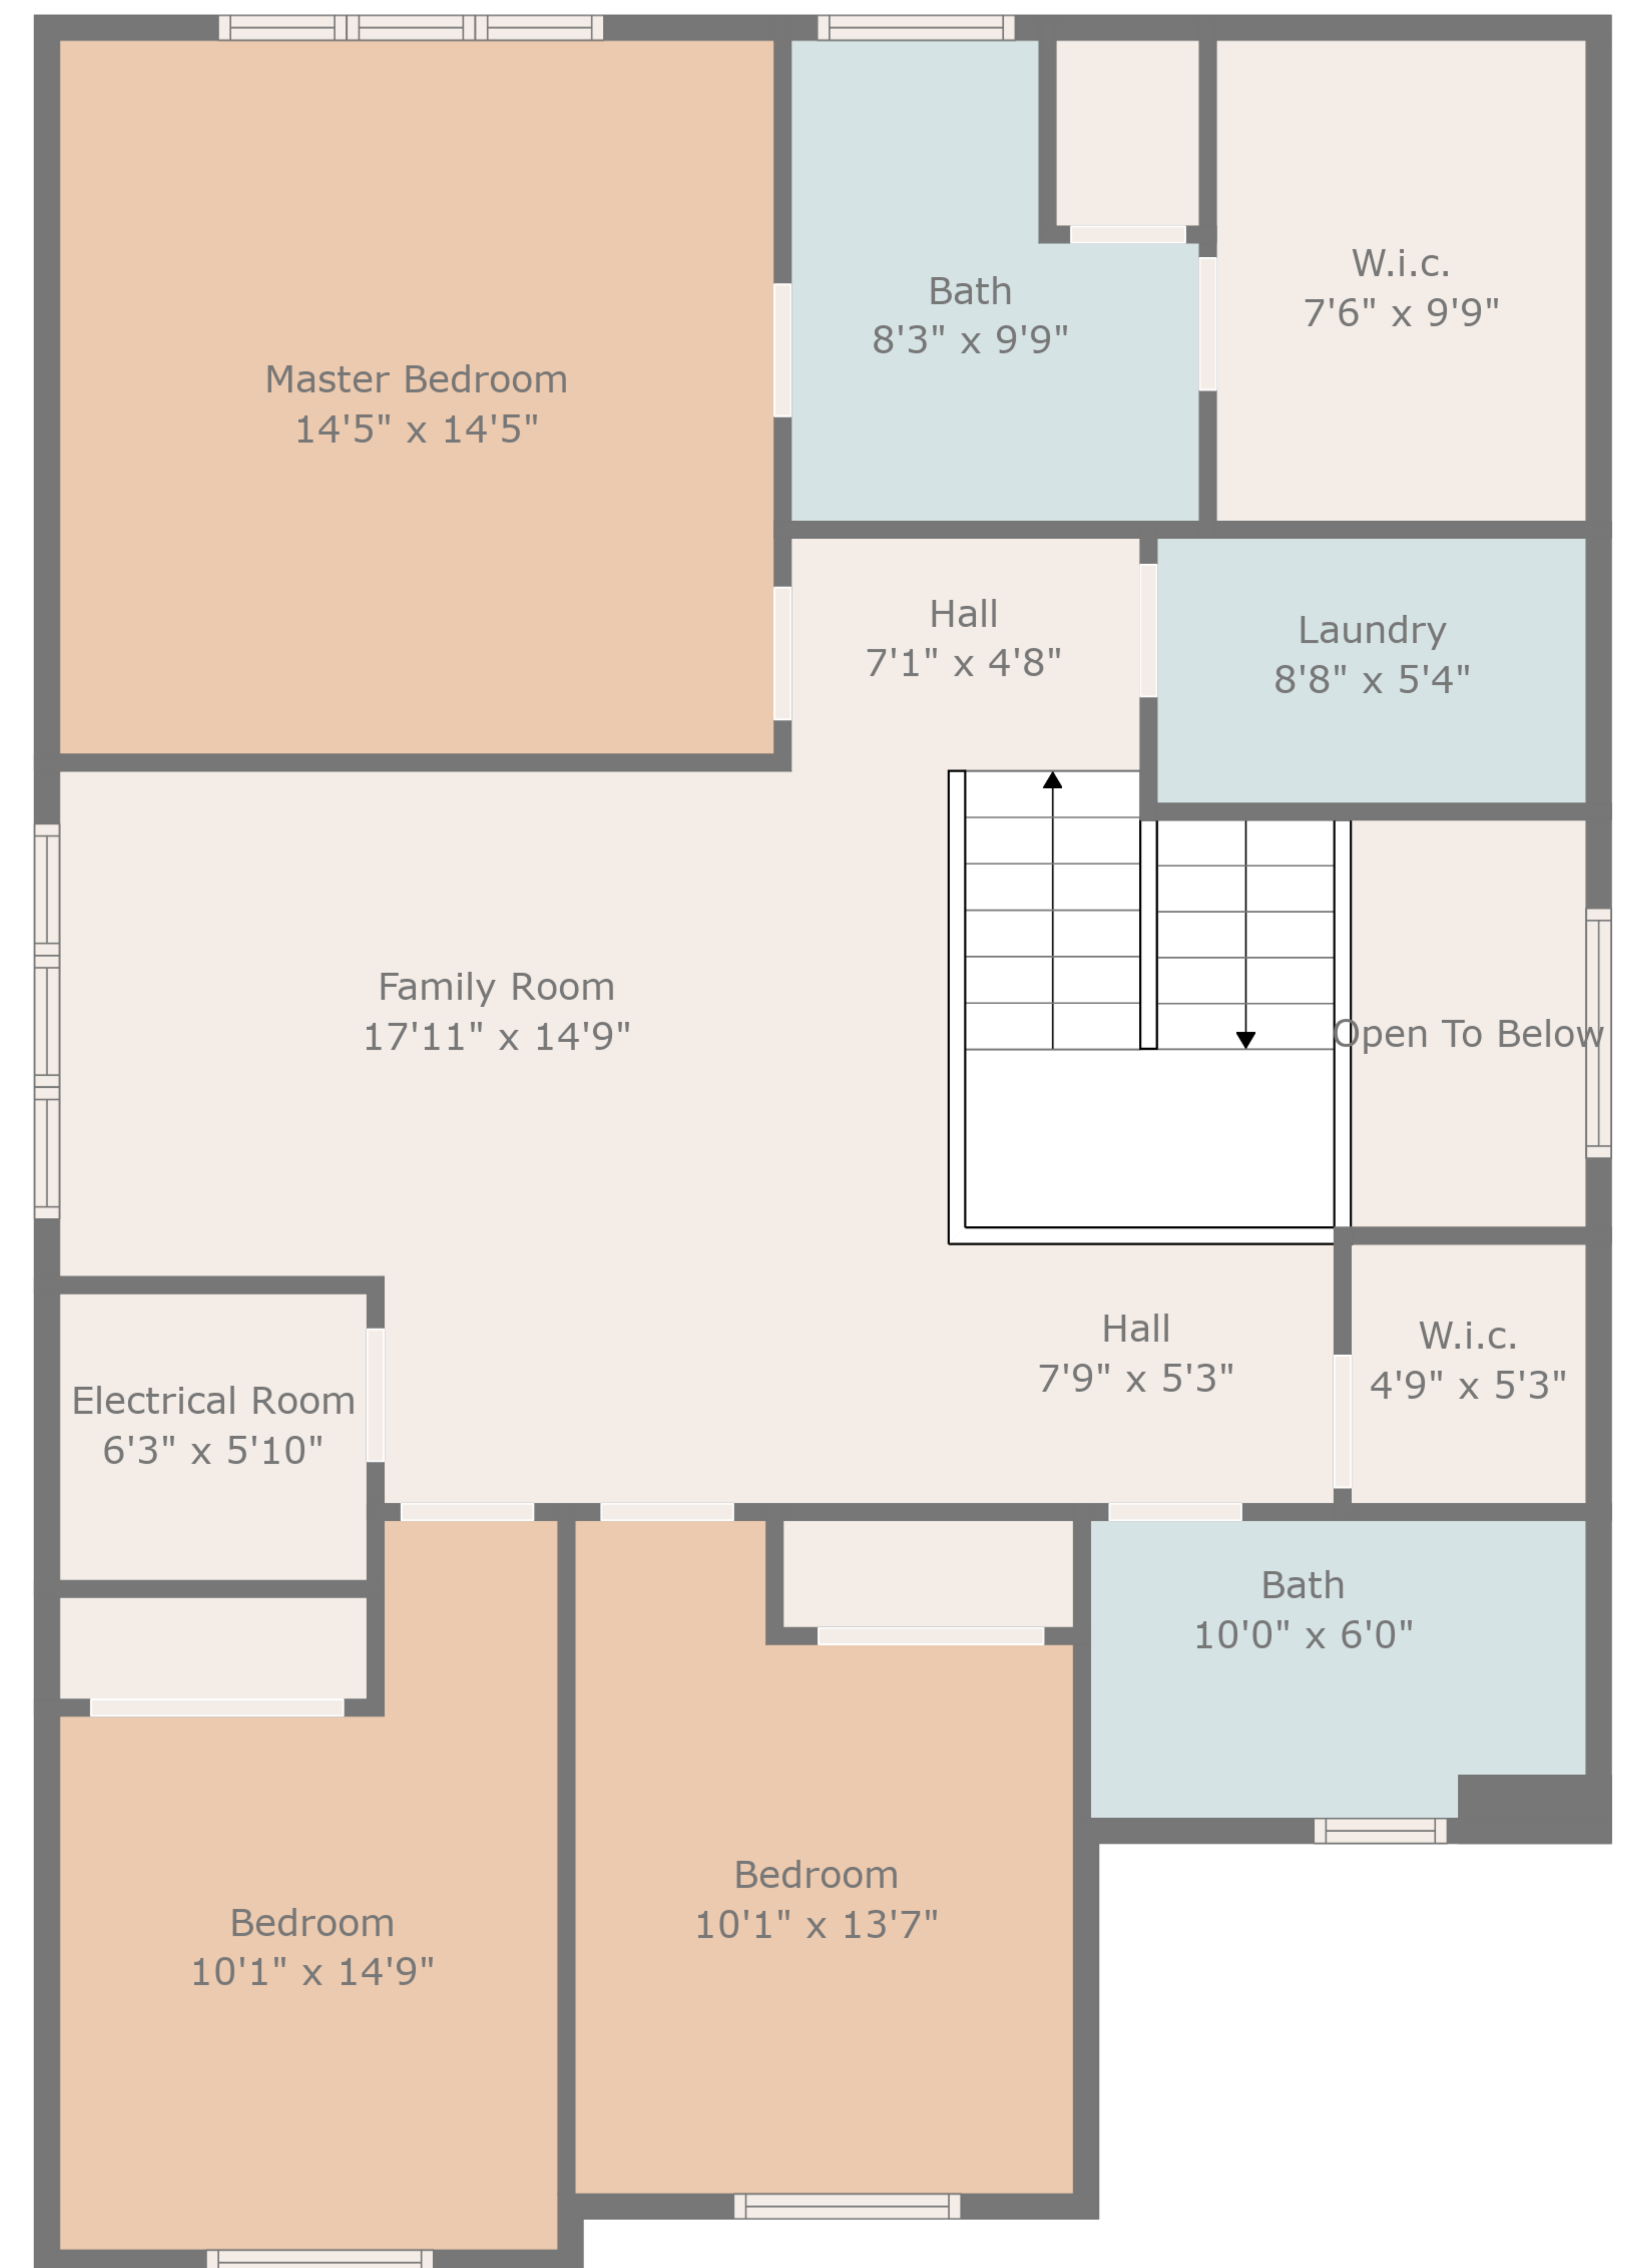 Master Bedroom
14'5" x 14'5"
Bath
8'3" x 9'9"
W.i.c.
7'6" x 9'9"
Hall
7'1" x 4'8"
Laundry
8'8" x 5'4"
Family Room
17'11" x 14'9"
Open To Below
Hall
7'9" x 5'3"
W.i.c.
4'9" x 5'3"
Electrical Room
6'3" x 5'10"
Bath
10'0" x 6'0"
Bedroom
10'1" x 13'7"
Bedroom
10'1" x 14'9"